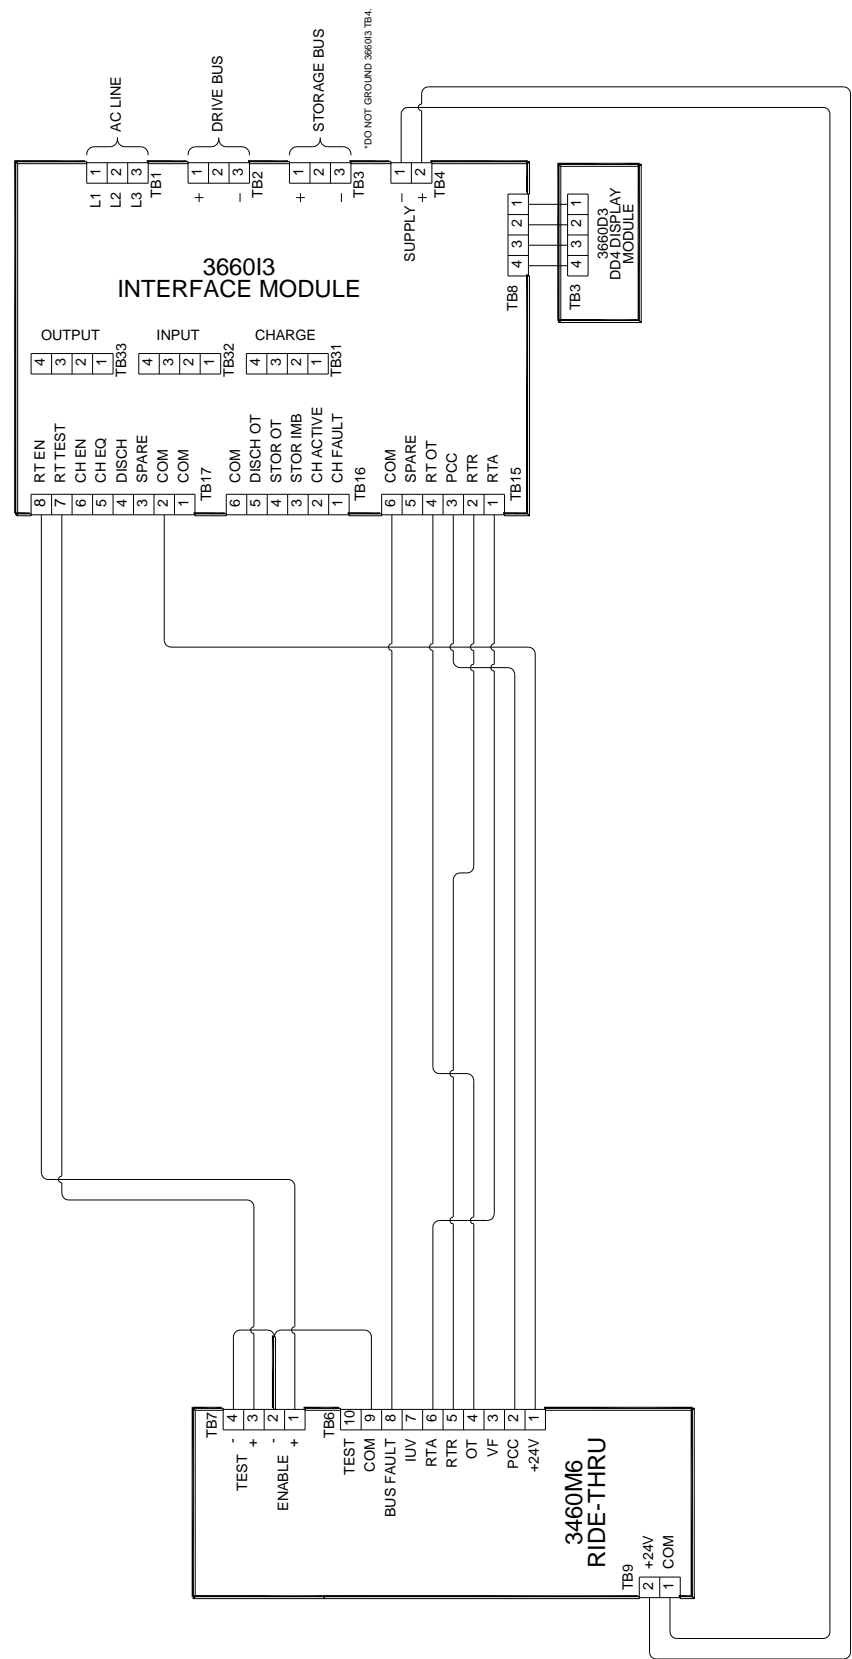 AC LINE
DRIVE BUS
STORAGE BUS
*DO NOT GROUND 3660I3 TB4.
1 2 3
TB1
L1 L2 L3
1 2 3
TB2
+ –
1 2 3
TB3
+ –
1 2
TB4
SUPPLY – +
3660I3
INTERFACE MODULE
4 3 2 1
TB8
4 3 2 1
TB3
3660D3
DD4 DISPLAY
MODULE
OUTPUT
4 3 2 1
TB33
INPUT
4 3 2 1
TB32
CHARGE
4 3 2 1
TB31
8 RT EN
7 RT TEST
6 CH EN
5 CH EQ
4 DISCH
3 SPARE
2 COM
1 COM
TB17
6 COM
5 DISCH OT
4 STOR OT
3 STOR IMB
2 CH ACTIVE
1 CH FAULT
TB16
6 COM
5 SPARE
4 RT OT
3 PCC
2 RTR
1 RTA
TB15
TB7
TEST - 4
+ 3
ENABLE - 2
+ 1
TB6
TEST 10
COM 9
BUS FAULT 8
IUV 7
RTA 6
RTR 5
OT 4
VF 3
PCC 2
+24V 1
3460M6
RIDE-THRU
TB9
2 +24V
1 COM